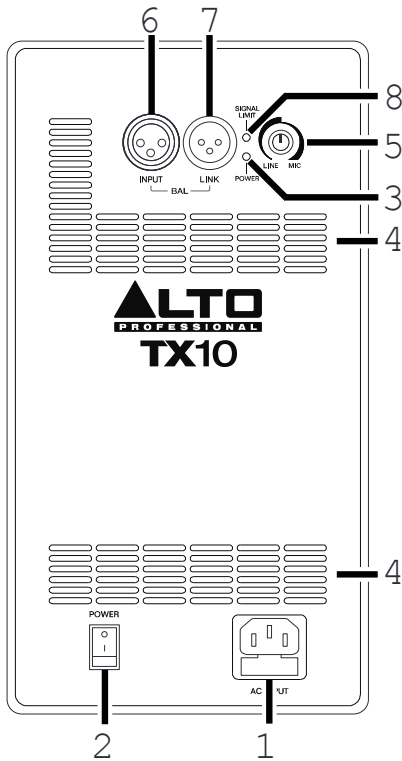 6 7
SIGNAL
LIMIT
8
5
LINE MIC
INPUT LINK
BAL
POWER
3
4
ALTO
PROFESSIONAL
TX10
4
POWER
O
I
AC INPUT
2 1